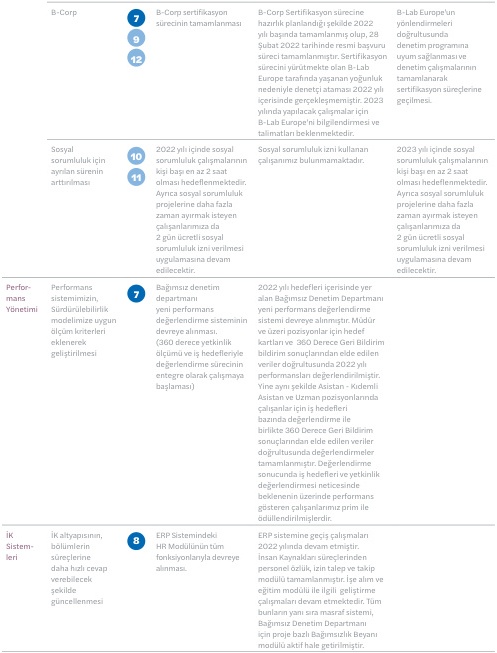 B-Corp
7
9
12
B-Corp sertifikasyon
sürecinin tamamlanması
B-Corp Sertifikasyon sürecine
hazırlık planlandığı şekilde 2022
yılı başında tamamlanmış olup, 28
Şubat 2022 tarihinde resmi başvuru
süreci tamamlanmıştır. Sertifikasyon
sürecini yürütmekte olan B-Lab
Europe tarafında yaşanan yoğunluk
nedeniyle denetçi ataması 2022 yılı
içerisinde gerçekleşmemiştir. 2023
yılında yapılacak çalışmalar için
B-Lab Europe'ni bilgilendirmesi ve
talimatları beklenmektedir.
B-Lab Europe'un
yönlendirmeleri
doğrultusunda
denetim programına
uyum sağlanması ve
denetim çalışmalarının
tamamlanarak
sertifikasyon süreçlerine
geçilmesi.
Sosyal
sorumluluk için
ayrılan sürenin
arttırılması
10
11
2022 yılı içinde sosyal
sorumluluk çalışmalarının
kişi başı en az 2 saat
olması hedeflenmektedir.
Ayrıca sosyal sorumluluk
projelerine daha fazla
zaman ayırmak isteyen
çalışanlarımıza da
2 gün ücretli sosyal
sorumluluk izni verilmesi
uygulamasına devam
edilecektir.
Sosyal sorumluluk izni kullanan
çalışanımız bulunmamaktadır.
2023 yılı içinde sosyal
sorumluluk çalışmalarının
kişi başı en az 2 saat
olması hedeflenmektedir.
Ayrıca sosyal sorumluluk
projelerine daha fazla
zaman ayırmak isteyen
çalışanlarımıza da
2 gün ücretli sosyal
sorumluluk izni verilmesi
uygulamasına devam
edilecektir.
Perfor-
mans
Yönetimi
Performans
sistemimizin,
Sürdürülebilirlik
modelimize uygun
ölçüm kriterleri
eklenerek
geliştirilmesi
7
Bağımsız denetim
departmanı
yeni performans
değerlendirme sisteminin
devreye alınması.
(360 derece yetkinlik
ölçümü ve iş hedefleriyle
değerlendirme sürecinin
entegre olarak çalışmaya
başlaması)
2022 yılı hedefleri içerisinde yer
alan Bağımsız Denetim Departmanı
yeni performans değerlendirme
sistemi devreye alınmıştır. Müdür
ve üzeri pozisyonlar için hedef
kartları ve 360 Derece Geri Bildirim
bildirim sonuçlarından elde edilen
veriler doğrultusunda 2022 yılı
performansları değerlendirilmiştir.
Yine aynı şekilde Asistan - Kıdemli
Asistan ve Uzman pozisyonlarında
çalışanlar için iş hedefleri
bazında değerlendirme ile
birlikte 360 Derece Geri Bildirim
sonuçlarından elde edilen veriler
doğrultusunda değerlendirmeler
tamamlanmıştır. Değerlendirme
sonucunda iş hedefleri ve yetkinlik
değerlendirmesi neticesinde
beklenenin üzerinde performans
gösteren çalışanlarımız prim ile
ödüllendirilmişlerdir.
İK
Sistem-
leri
İK altyapısının,
bölümlerin
süreçlerine
daha hızlı cevap
verebilecek
şekilde
güncellenmesi
8
ERP Sistemindeki
HR Modülünün tüm
fonksiyonlarıyla devreye
alınması.
ERP sistemine geçiş çalışmaları
2022 yılında devam etmiştir.
İnsan Kaynakları süreçlerinden
personel özlük, izin talep ve takip
modülü tamamlanmıştır. İşe alım ve
eğitim modülü ile ilgili geliştirme
çalışmaları devam etmektedir. Tüm
bunların yanı sıra masraf sistemi,
Bağımsız Denetim Departmanı
için proje bazlı Bağımsızlık Beyanı
modülü aktif hale getirilmiştir.